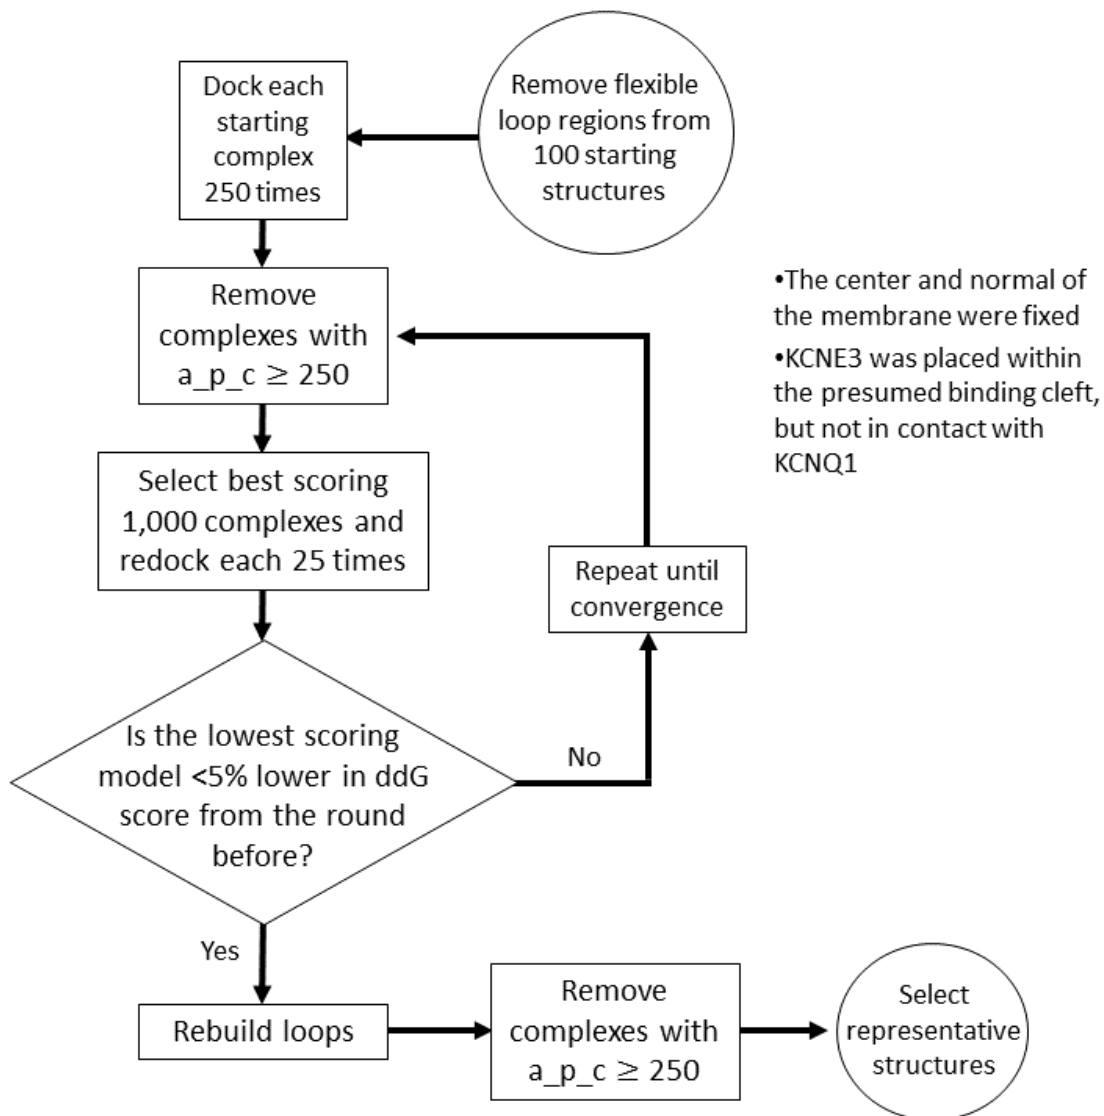 Remove flexible
loop regions from
100 starting
structures
Dock each
starting
complex
250 times
Remove
complexes with
a_p_c ≥ 250
Select best scoring
1,000 complexes and
redock each 25 times
Is the lowest scoring
model <5% lower in ddG
score from the round
before?
No
Repeat until
convergence
Yes
Rebuild loops
Remove
complexes with
a_p_c ≥ 250
Select
representative
structures
•The center and normal of
the membrane were fixed
•KCNE3 was placed within
the presumed binding cleft,
but not in contact with
KCNQ1